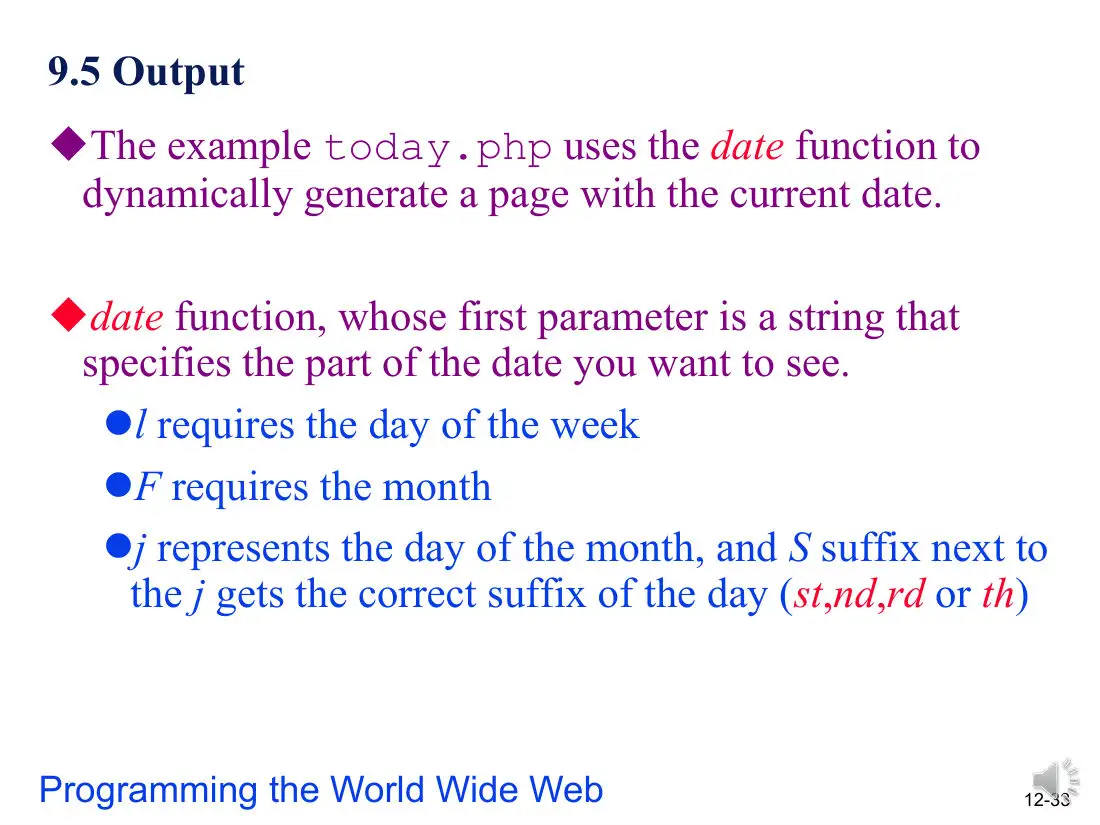 9.5 Output
The example today.php uses the date function to
dynamically generate a page with the current date.
date function, whose first parameter is a string that
specifies the part of the date you want to see.
l requires the day of the week
F requires the month
j represents the day of the month, and S suffix next to
the j gets the correct suffix of the day (st,nd,rd or th)
Programming the World Wide Web
12-33